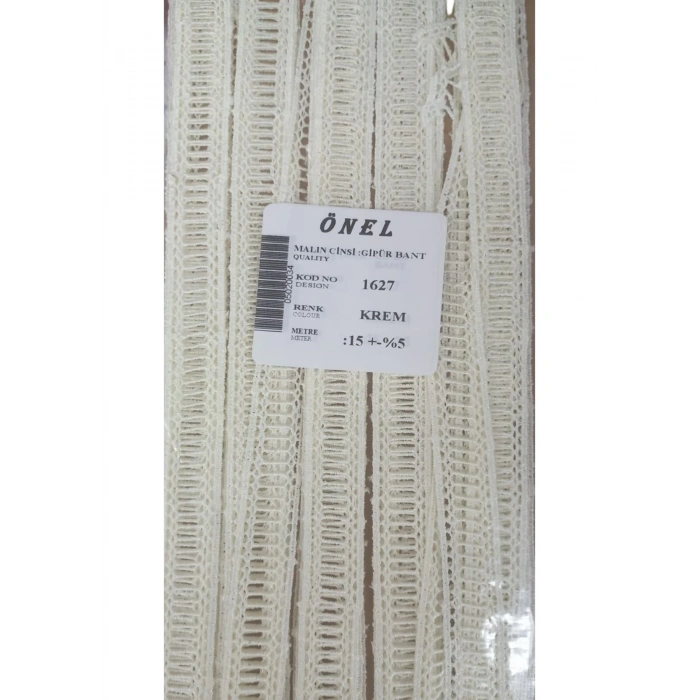 ÖNEL
MALIN CİNSİ :GİPÜR BANT
QUALITY
KOD NO 1627
DESIGN
RENK KREM
COLOUR
METRE :15 +-%5
METER
05020034